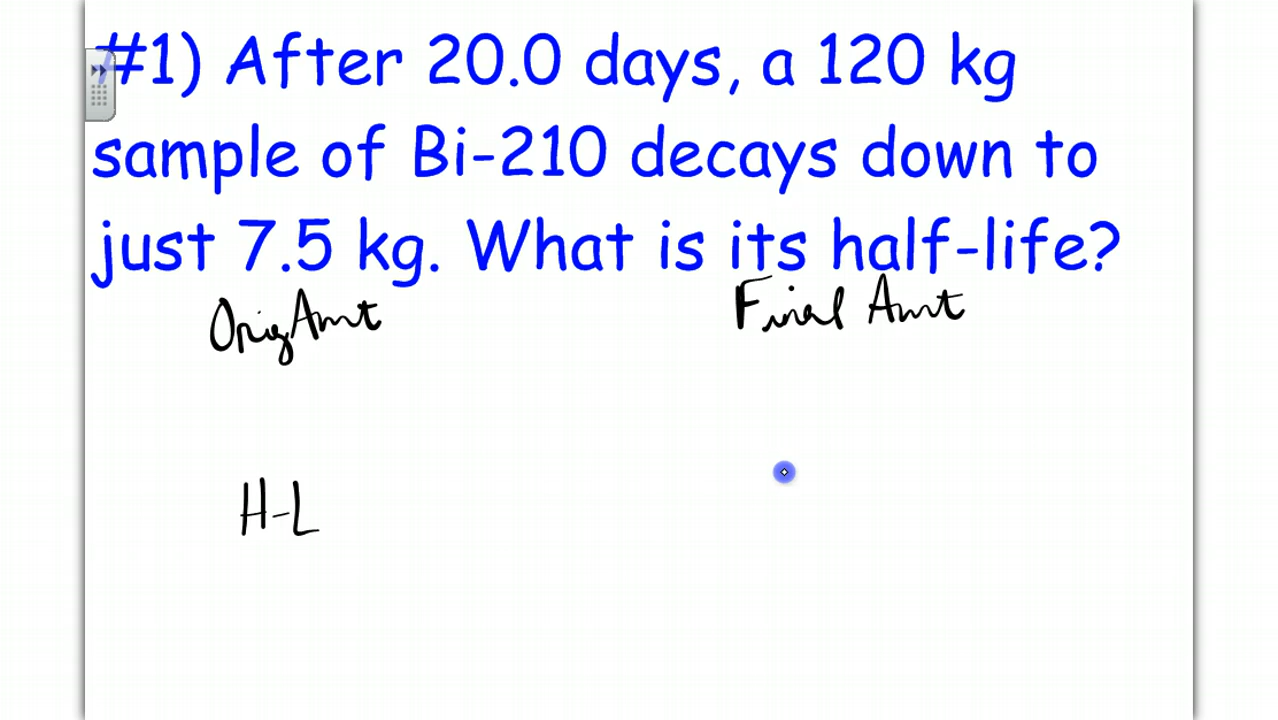 #1) After 20.0 days, a 120 kg
sample of Bi-210 decays down to
just 7.5 kg. What is its half-life?
Orig Amt Final Amt
H-L